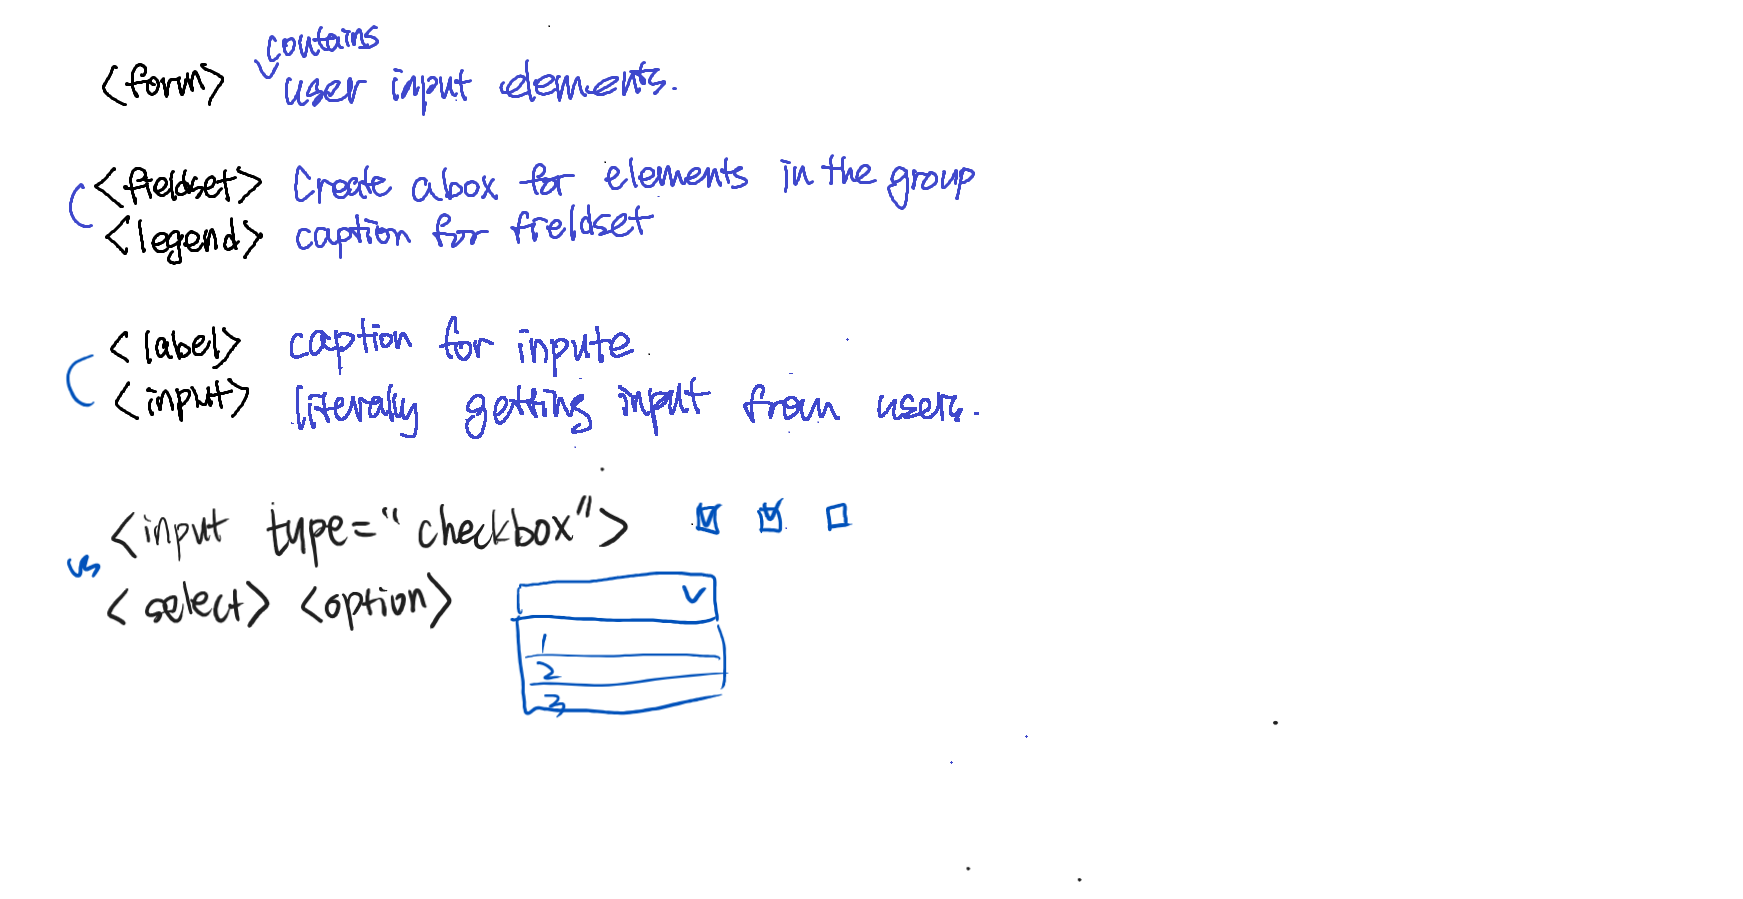 <form> contains user input elements.
<fieldset> Create a box for elements in the group
<legend> caption for fieldset
<label> caption for inpute
<input> literaly getting input from users.
<input type="checkbox">
vs
<select> <option>
1
2
3